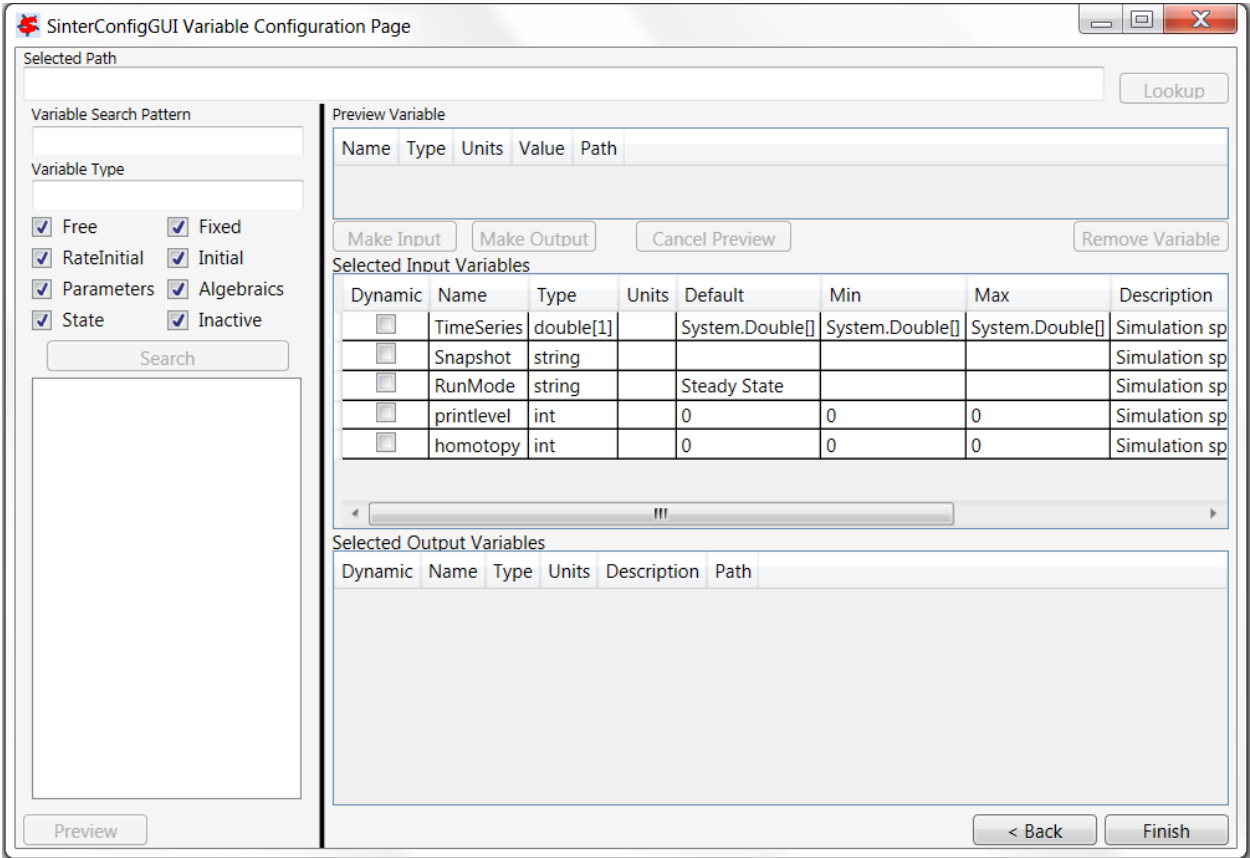 SinterConfigGUI Variable Configuration Page
Selected Path
Lookup
Variable Search Pattern
Variable Type
Free Fixed
RateInitial Initial
Parameters Algebraics
State Inactive
Search
Preview
Preview Variable
Name Type Units Value Path
Make Input Make Output Cancel Preview Remove Variable
Selected Input Variables
Dynamic Name Type Units Default Min Max Description
TimeSeries double[1] System.Double[] System.Double[] System.Double[] Simulation sp
Snapshot string Simulation sp
RunMode string Steady State Simulation sp
printlevel int 0 0 0 Simulation sp
homotopy int 0 0 0 Simulation sp
Selected Output Variables
Dynamic Name Type Units Description Path
< Back Finish